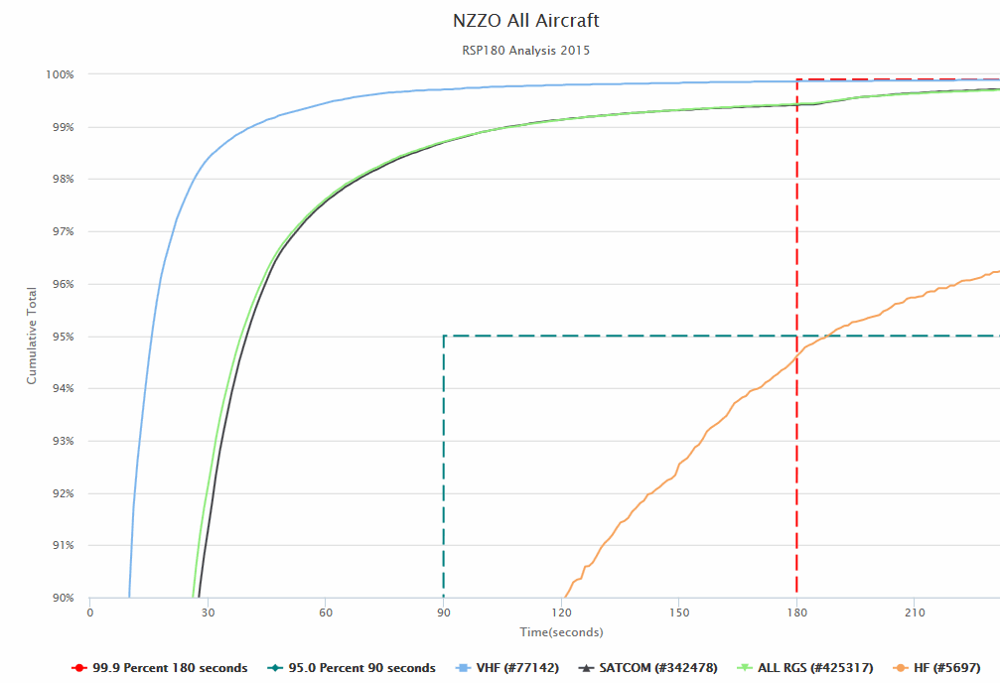 NZZO All Aircraft
RSP180 Analysis 2015
100%
99%
98%
97%
96%
95%
94%
93%
92%
91%
90%
Cumulative Total
0 30 60 90 120 150 180 210
Time(seconds)
99.9 Percent 180 seconds 95.0 Percent 90 seconds VHF (#77142) SATCOM (#342478) ALL RGS (#425317) HF (#5697)